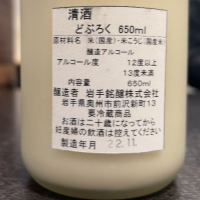 清酒
どぶろく 650ml
原材料名 米(国産)・米こうじ(国産米)
醸造アルコール
アルコール度 12度以上
13度未満
内容量 650ml
醸造者 岩手銘醸株式会社
岩手県奥州市前沢新町13
要冷蔵商品
お酒は二十歳になってから
妊産婦の飲酒は控えてください
製造年月 22.11